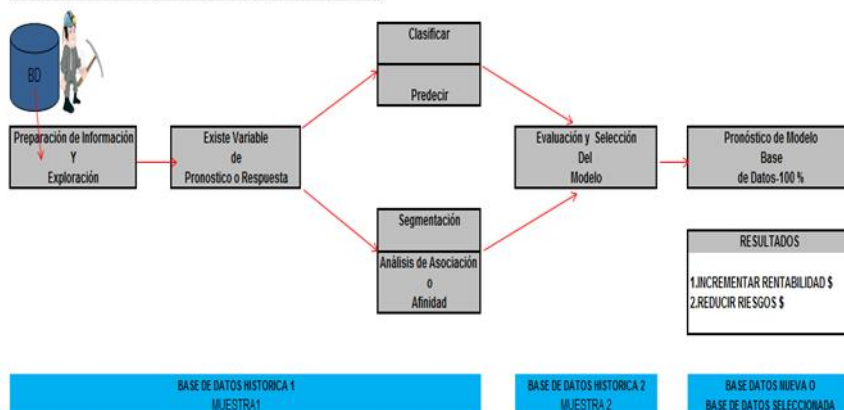 BD
Preparación de Información
Y
Exploración
Existe Variable
de
Pronostico o Respuesta
Clasificar
Predecir
Segmentación
Análisis de Asociación
o
Afinidad
Evaluación y Selección
Del
Modelo
Pronóstico de Modelo
Base
de Datos-100 %
RESULTADOS
1.INCREMENTAR RENTABILIDAD $
2.REDUCIR RIESGOS $
BASE DE DATOS HISTORICA 1
MUESTRA1
BASE DE DATOS HISTORICA 2
MUESTRA 2
BASE DATOS NUEVA O
BASE DE DATOS SELECCIONADA